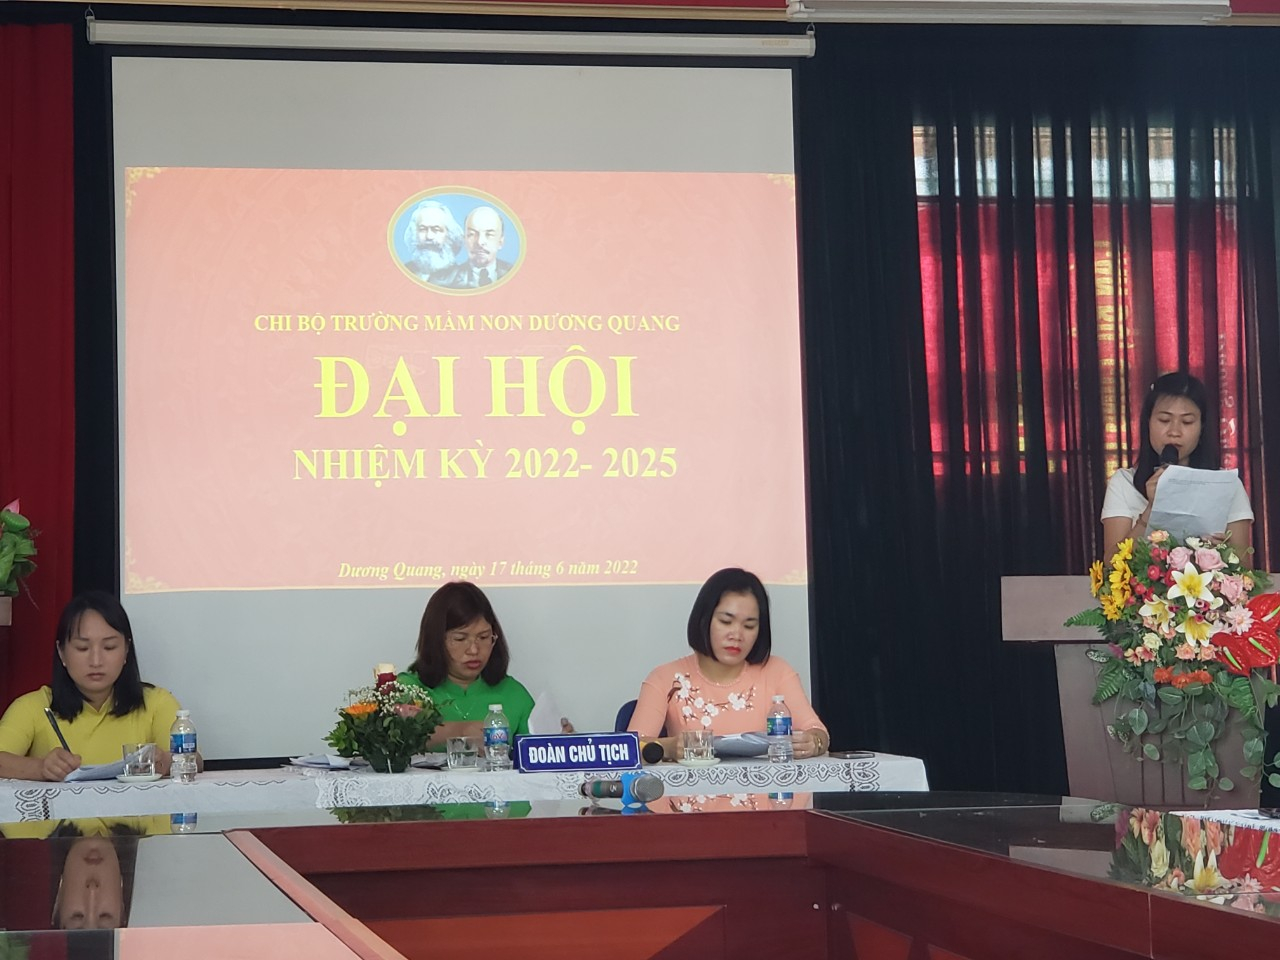 CHI BỘ TRƯỜNG MẦM NON DƯƠNG QUANG
ĐẠI HỘI
NHIỆM KỲ 2022- 2025
Dương Quang, ngày 17 tháng 6 năm 2022
ĐOÀN CHỦ TỊCH